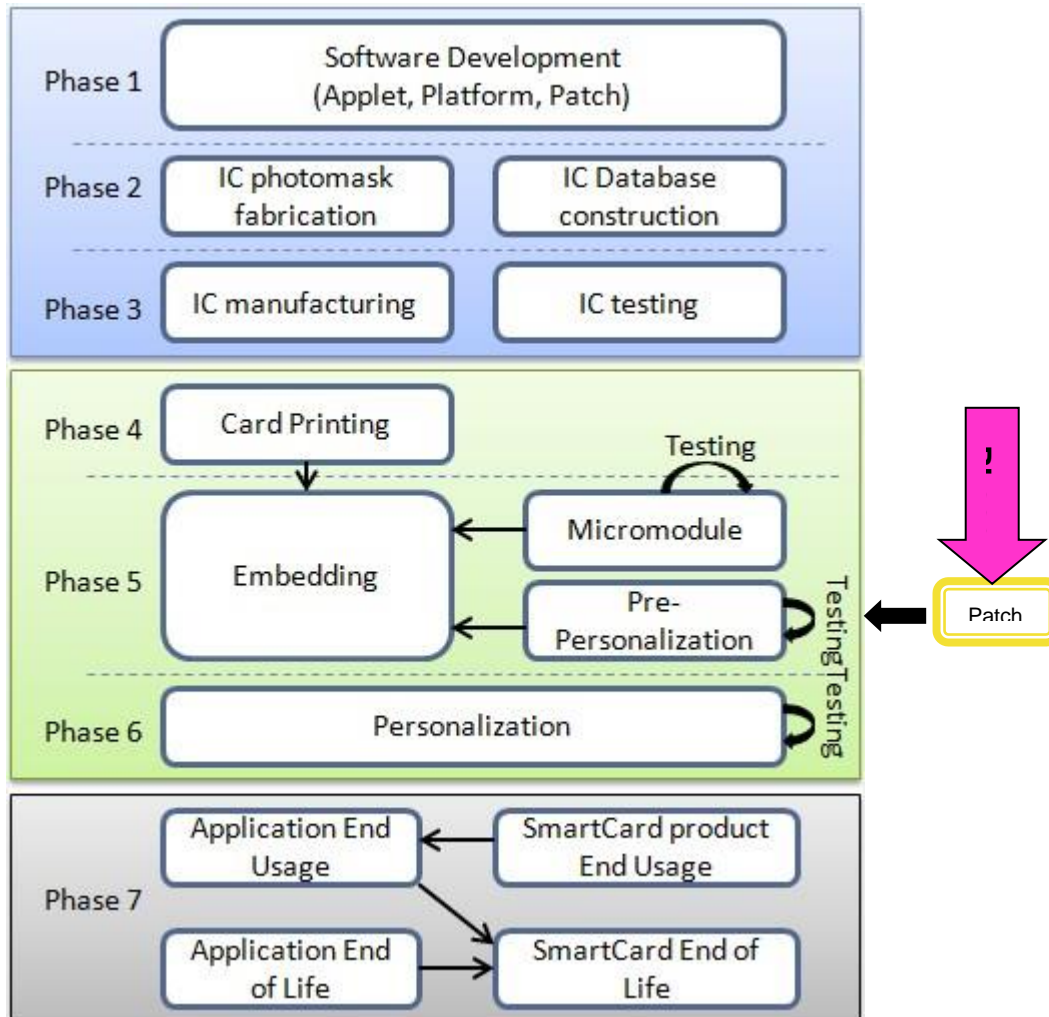 Phase 1
Software Development
(Applet, Platform, Patch)
Phase 2
IC photomask
fabrication
IC Database
construction
Phase 3
IC manufacturing
IC testing
Phase 4
Card Printing
Testing
Phase 5
Embedding
Micromodule
Pre-
Personalization
Testing
Patch
Phase 6
Personalization
Testing
Phase 7
Application End
Usage
SmartCard product
End Usage
Application End
of Life
SmartCard End of
Life